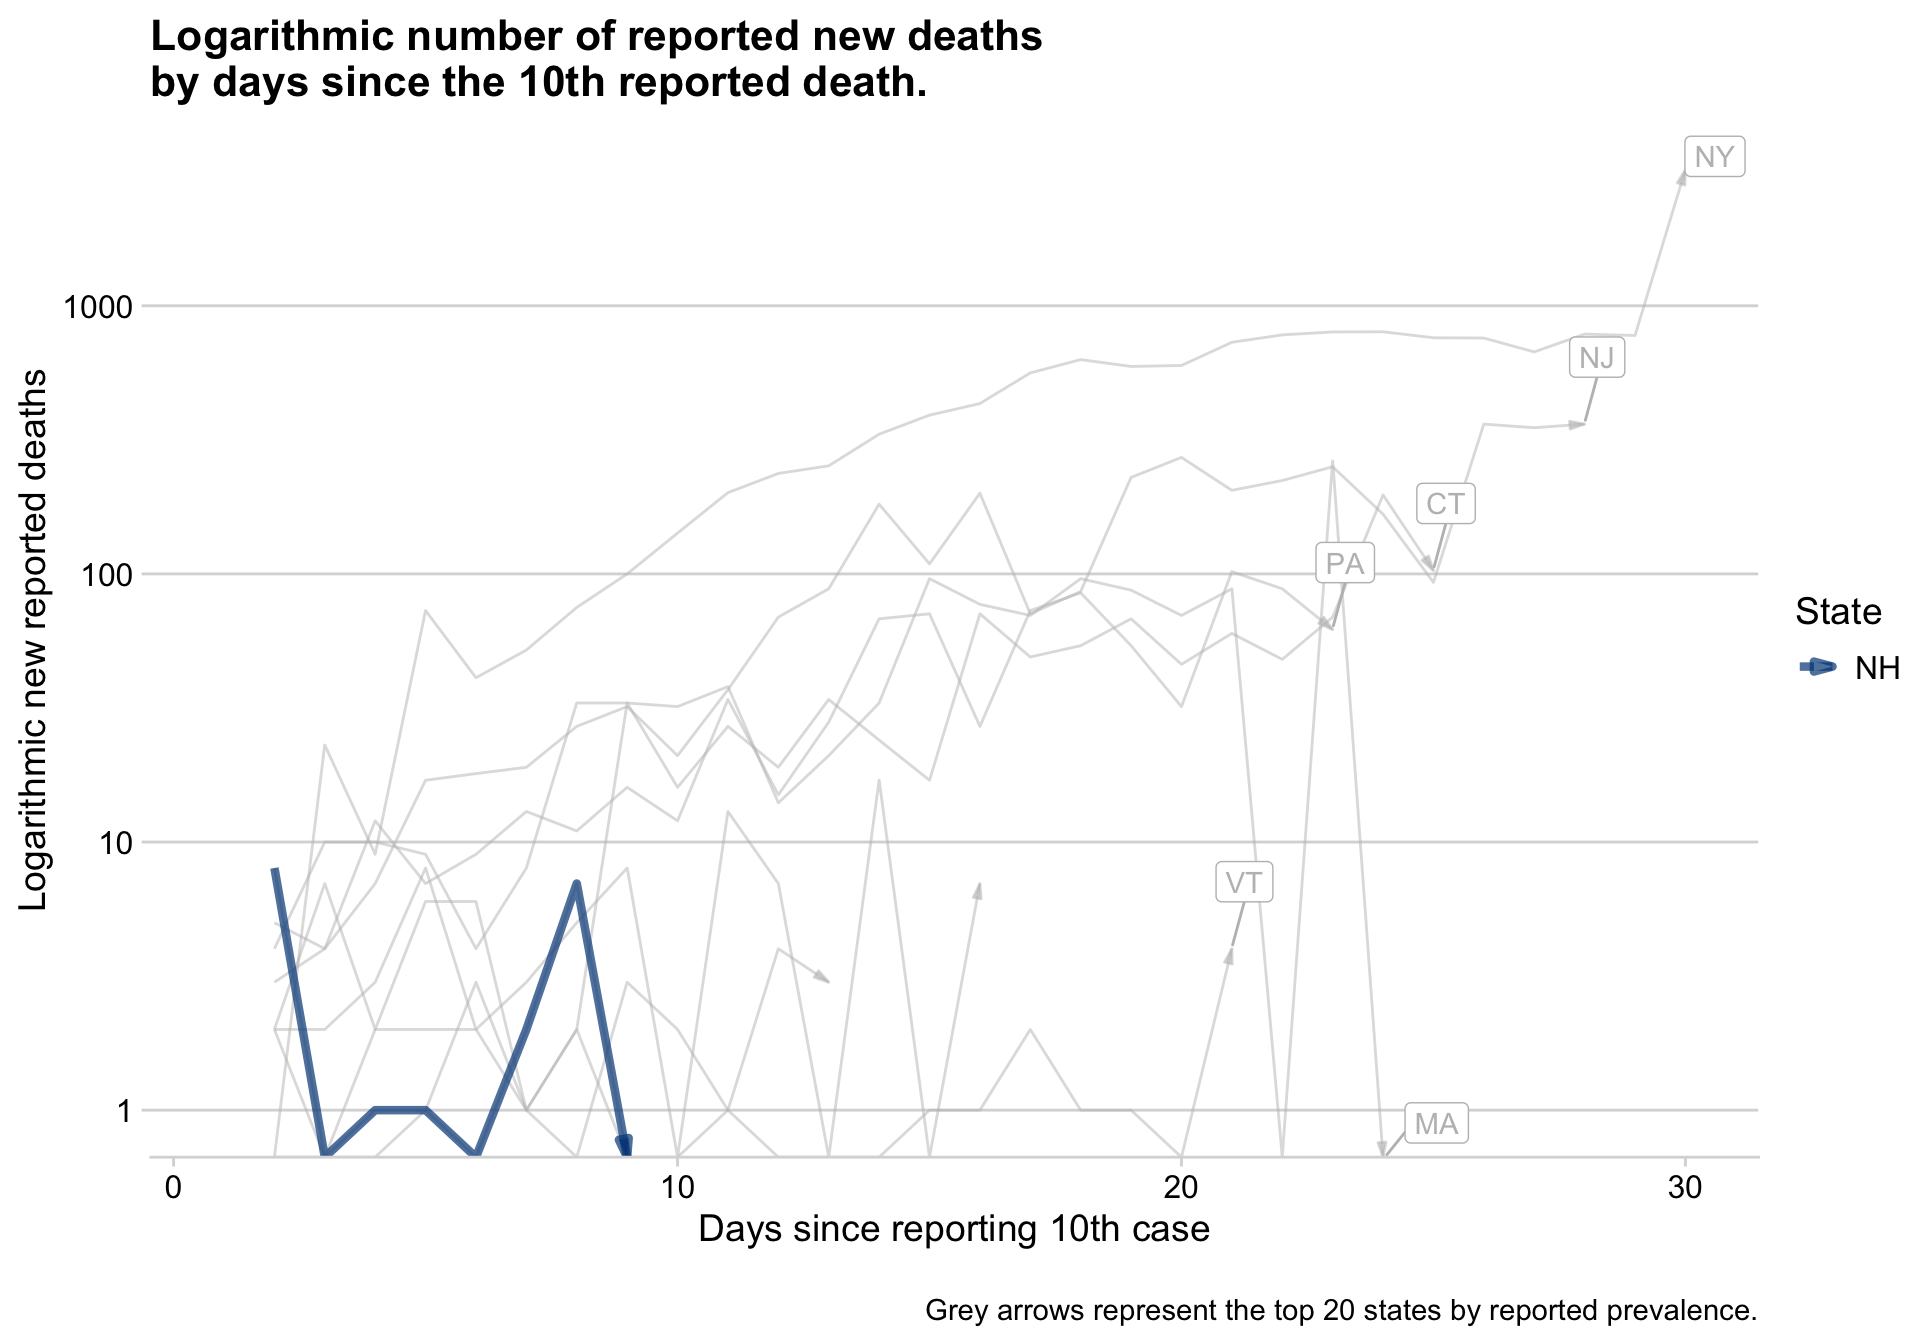 Logarithmic number of reported new deaths
by days since the 10th reported death.
NY
1000
NJ
CT
PA
100
State
NH
10
VT
1
MA
0
10
20
30
Logarithmic new reported deaths
Days since reporting 10th case
Grey arrows represent the top 20 states by reported prevalence.